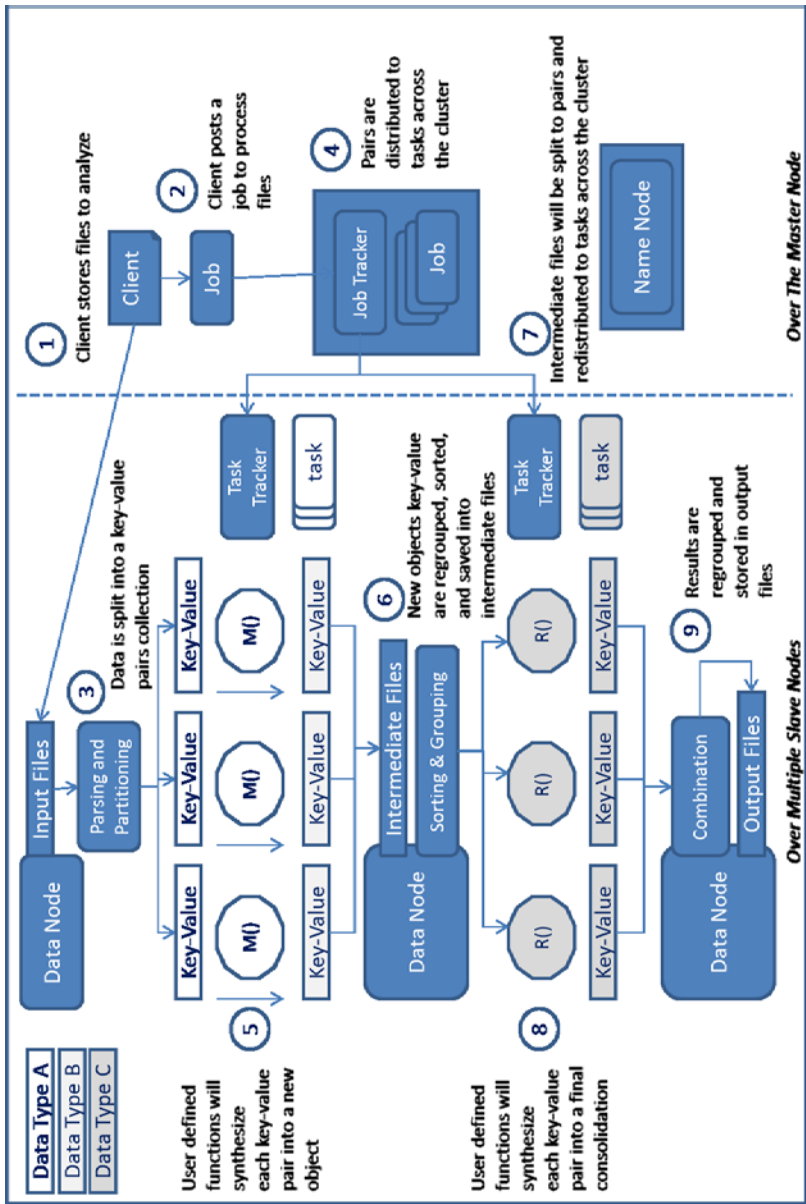 Data Type A
Data Type B
Data Type C
Data Node
Input Files
1
Client stores files to analyze
Client
2
Client posts a
job to process
files
Job
3
Data is split into a key-value
pairs collection
Parsing and
Partitioning
4
Pairs are
distributed to
tasks across
the cluster
Job Tracker
Job
Key-Value
Key-Value
Key-Value
5
User defined
functions will
synthesize
each key-value
pair into a new
object
M()
M()
M()
Task
Tracker
task
Key-Value
Key-Value
Key-Value
6
New objects key-value
are regrouped, sorted,
and saved into
intermediate files
Data Node
Intermediate Files
Sorting & Grouping
7
Intermediate files will be split to pairs and
redistributed to tasks across the cluster
Name Node
8
User defined
functions will
synthesize
each key-value
pair into a final
consolidation
R()
R()
R()
Task
Tracker
task
Key-Value
Key-Value
Key-Value
9
Results are
regrouped and
stored in output
files
Data Node
Combination
Output Files
Over Multiple Slave Nodes
Over The Master Node